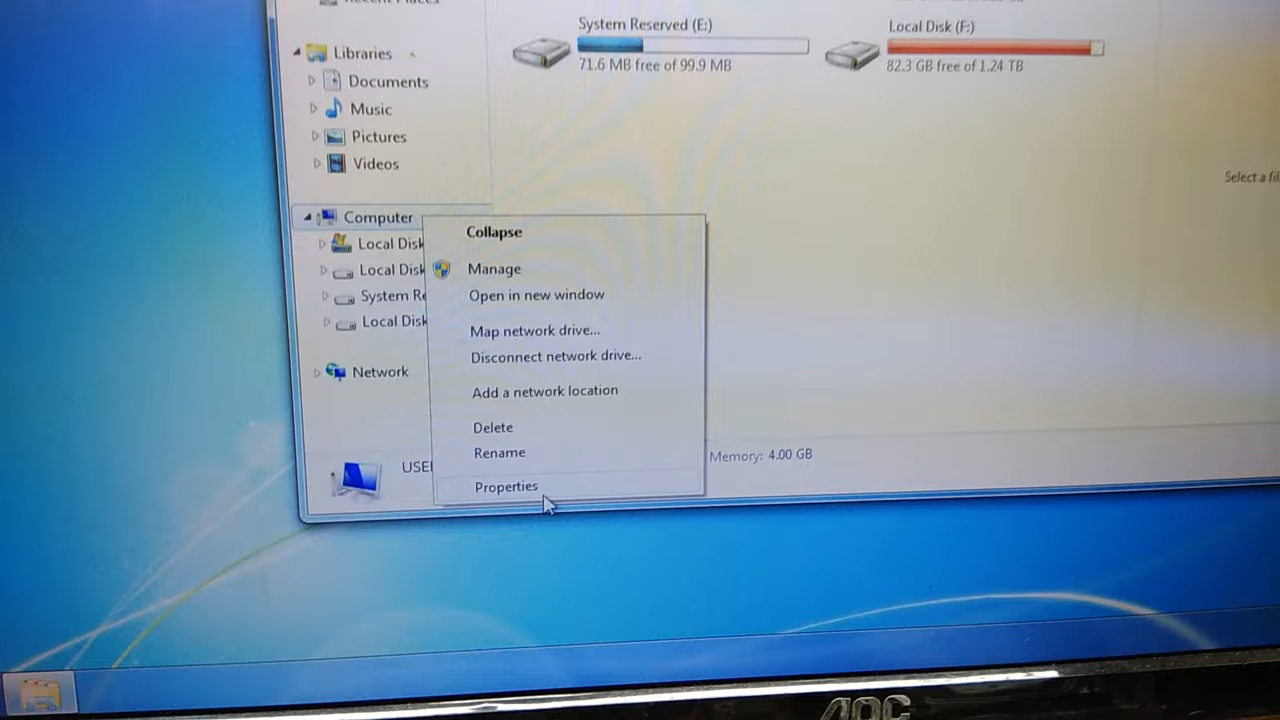 System Reserved (E:)
71.6 MB free of 99.9 MB
Local Disk (F:)
82.3 GB free of 1.24 TB
Libraries
Documents
Music
Pictures
Videos
Select a fil
Computer
Local Disk
Local Disk
System Re
Local Disk
Network
Collapse
Manage
Open in new window
Map network drive...
Disconnect network drive...
Add a network location
Delete
Rename
Properties
USER
Memory: 4.00 GB
AOC